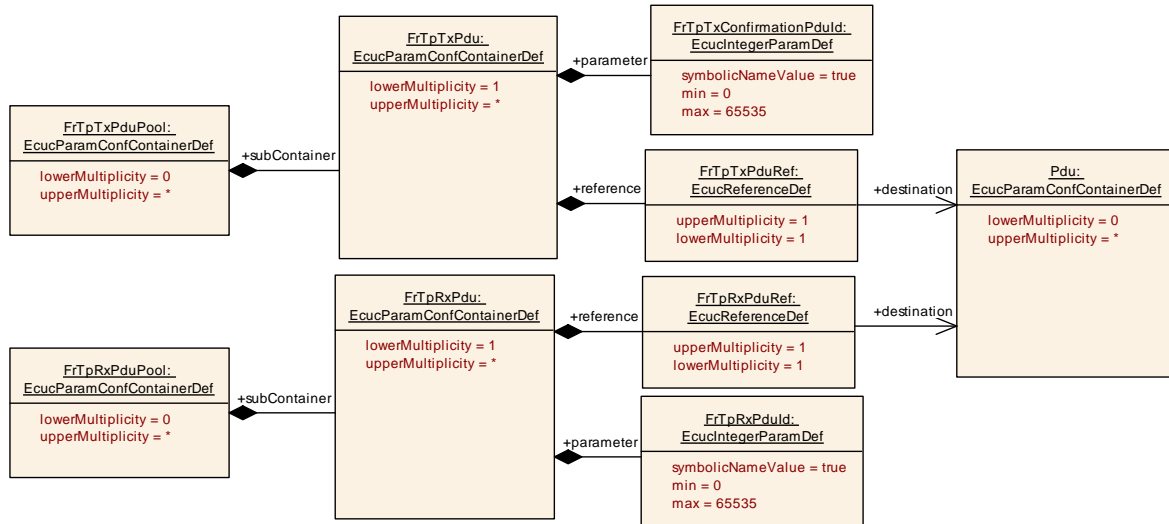 FrTpTxPdu:
EcucParamConfContainerDef
lowerMultiplicity = 1
upperMultiplicity = *
+parameter
FrTpTxConfirmationPduId:
EcucIntegerParamDef
symbolicNameValue = true
min = 0
max = 65535
FrTpTxPduPool:
EcucParamConfContainerDef
lowerMultiplicity = 0
upperMultiplicity = *
+subContainer
+reference
FrTpTxPduRef:
EcucReferenceDef
upperMultiplicity = 1
lowerMultiplicity = 1
+destination
Pdu:
EcucParamConfContainerDef
lowerMultiplicity = 0
upperMultiplicity = *
FrTpRxPdu:
EcucParamConfContainerDef
lowerMultiplicity = 1
upperMultiplicity = *
+reference
FrTpRxPduRef:
EcucReferenceDef
upperMultiplicity = 1
lowerMultiplicity = 1
+destination
FrTpRxPduPool:
EcucParamConfContainerDef
lowerMultiplicity = 0
upperMultiplicity = *
+subContainer
+parameter
FrTpRxPduId:
EcucIntegerParamDef
symbolicNameValue = true
min = 0
max = 65535